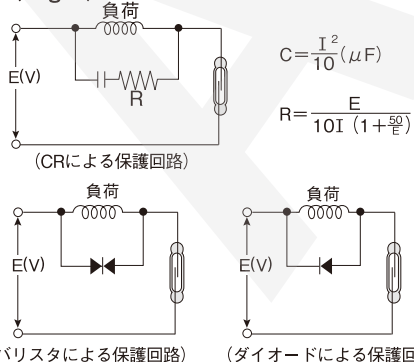 負荷
E(V)
R
C=I²/10(μF)
R=E/10I (1+50/E)
(CRによる保護回路)
負荷
E(V)
バリスタによる保護回路)
負荷
E(V)
(ダイオードによる保護回